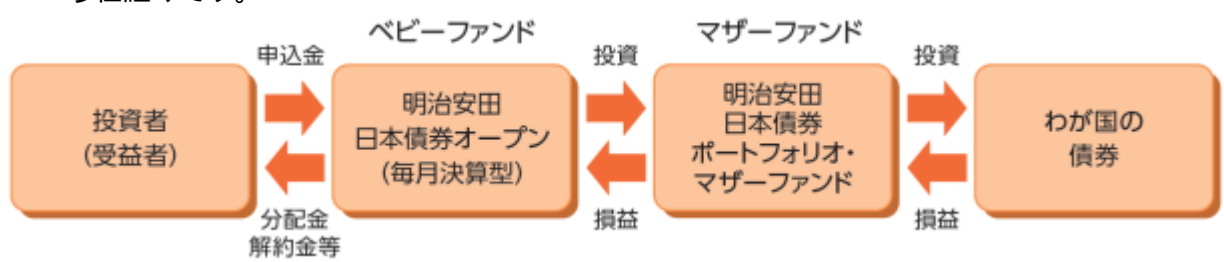 ベビーファンド
マザーファンド
申込金
投資
投資
投資者
(受益者)
明治安田
日本債券オープン
(毎月決算型)
明治安田
日本債券
ポートフォリオ・
マザーファンド
わが国の
債券
分配金
解約金等
損益
損益